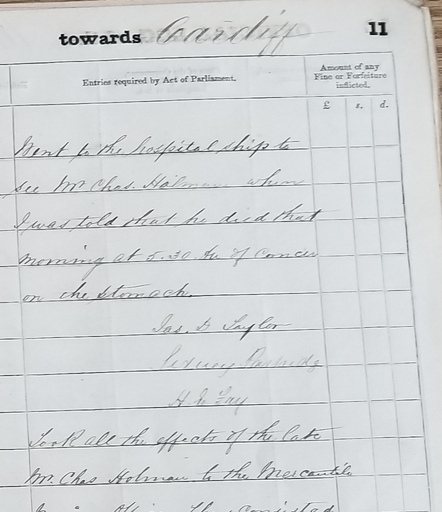 towards Cardiff 11
Entries required by Act of Parliament.
Amount of any
Fine or Forfeiture
inflicted.
£ s. d.
Went to the hospital ship to
see Mr Chas. Holman when
I was told that he died that
morning at 5.30 Am of Cancer
on the stomach.
Jas. D Taylor
Sidney Partridge
H
Took all the effects of the late
Mr. Chas Holman to the Mercantile
consisted